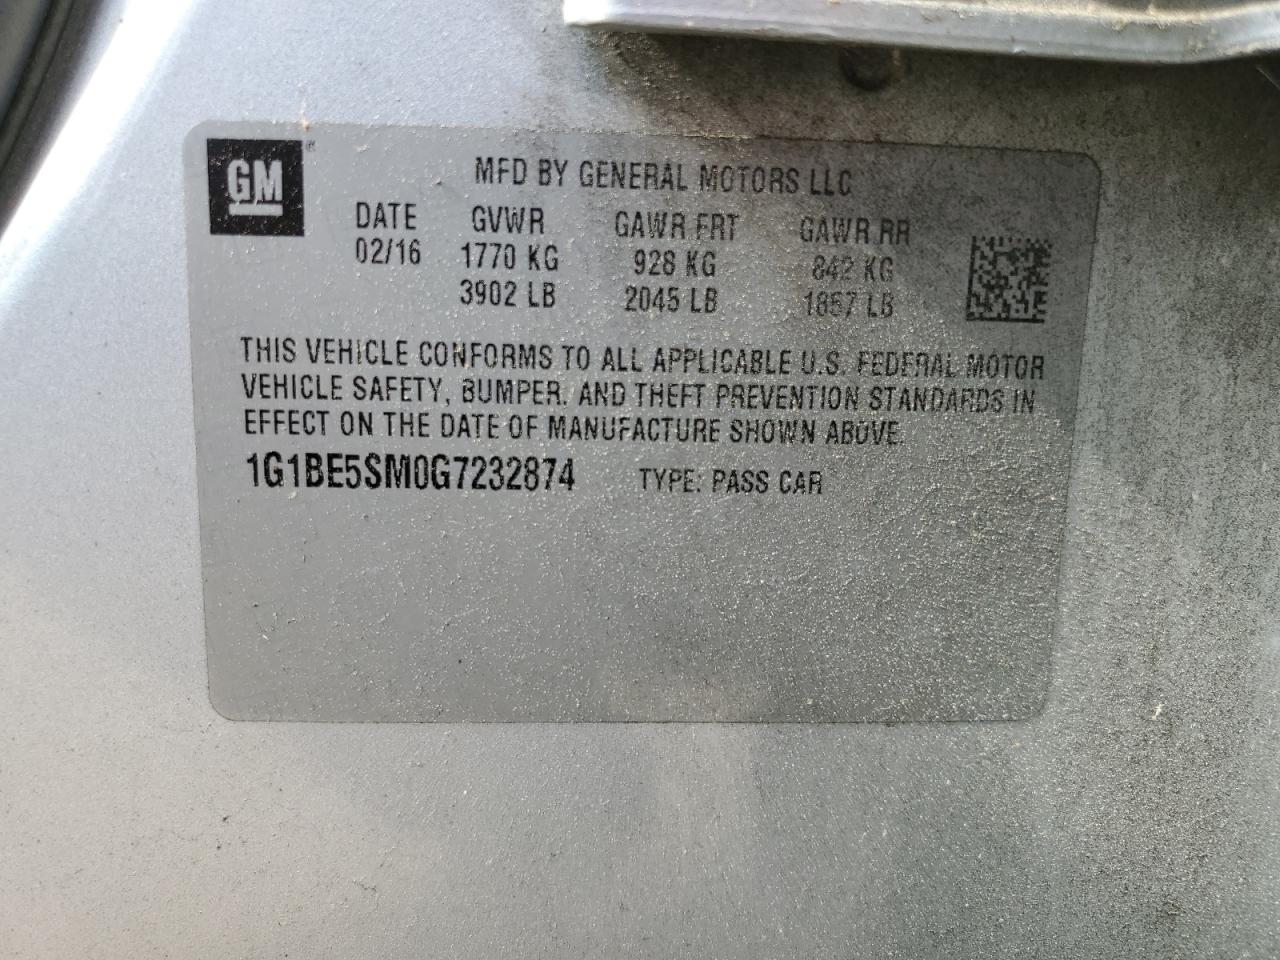 GM
MFD BY GENERAL MOTORS LLC
DATE GVWR GAWR FRT GAWR RR
02/16 1770 KG 928 KG 842 KG
3902 LB 2045 LB 1857 LB
THIS VEHICLE CONFORMS TO ALL APPLICABLE U.S. FEDERAL MOTOR
VEHICLE SAFETY, BUMPER, AND THEFT PREVENTION STANDARDS IN
EFFECT ON THE DATE OF MANUFACTURE SHOWN ABOVE.
1G1BE5SM0G7232874 TYPE: PASS CAR